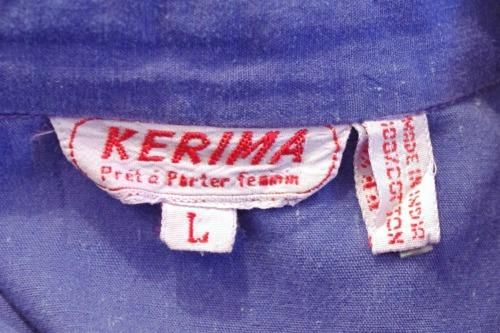 KERIMA
Prêt à Porter feminin
L
MADE IN INDIA
100% COTTON